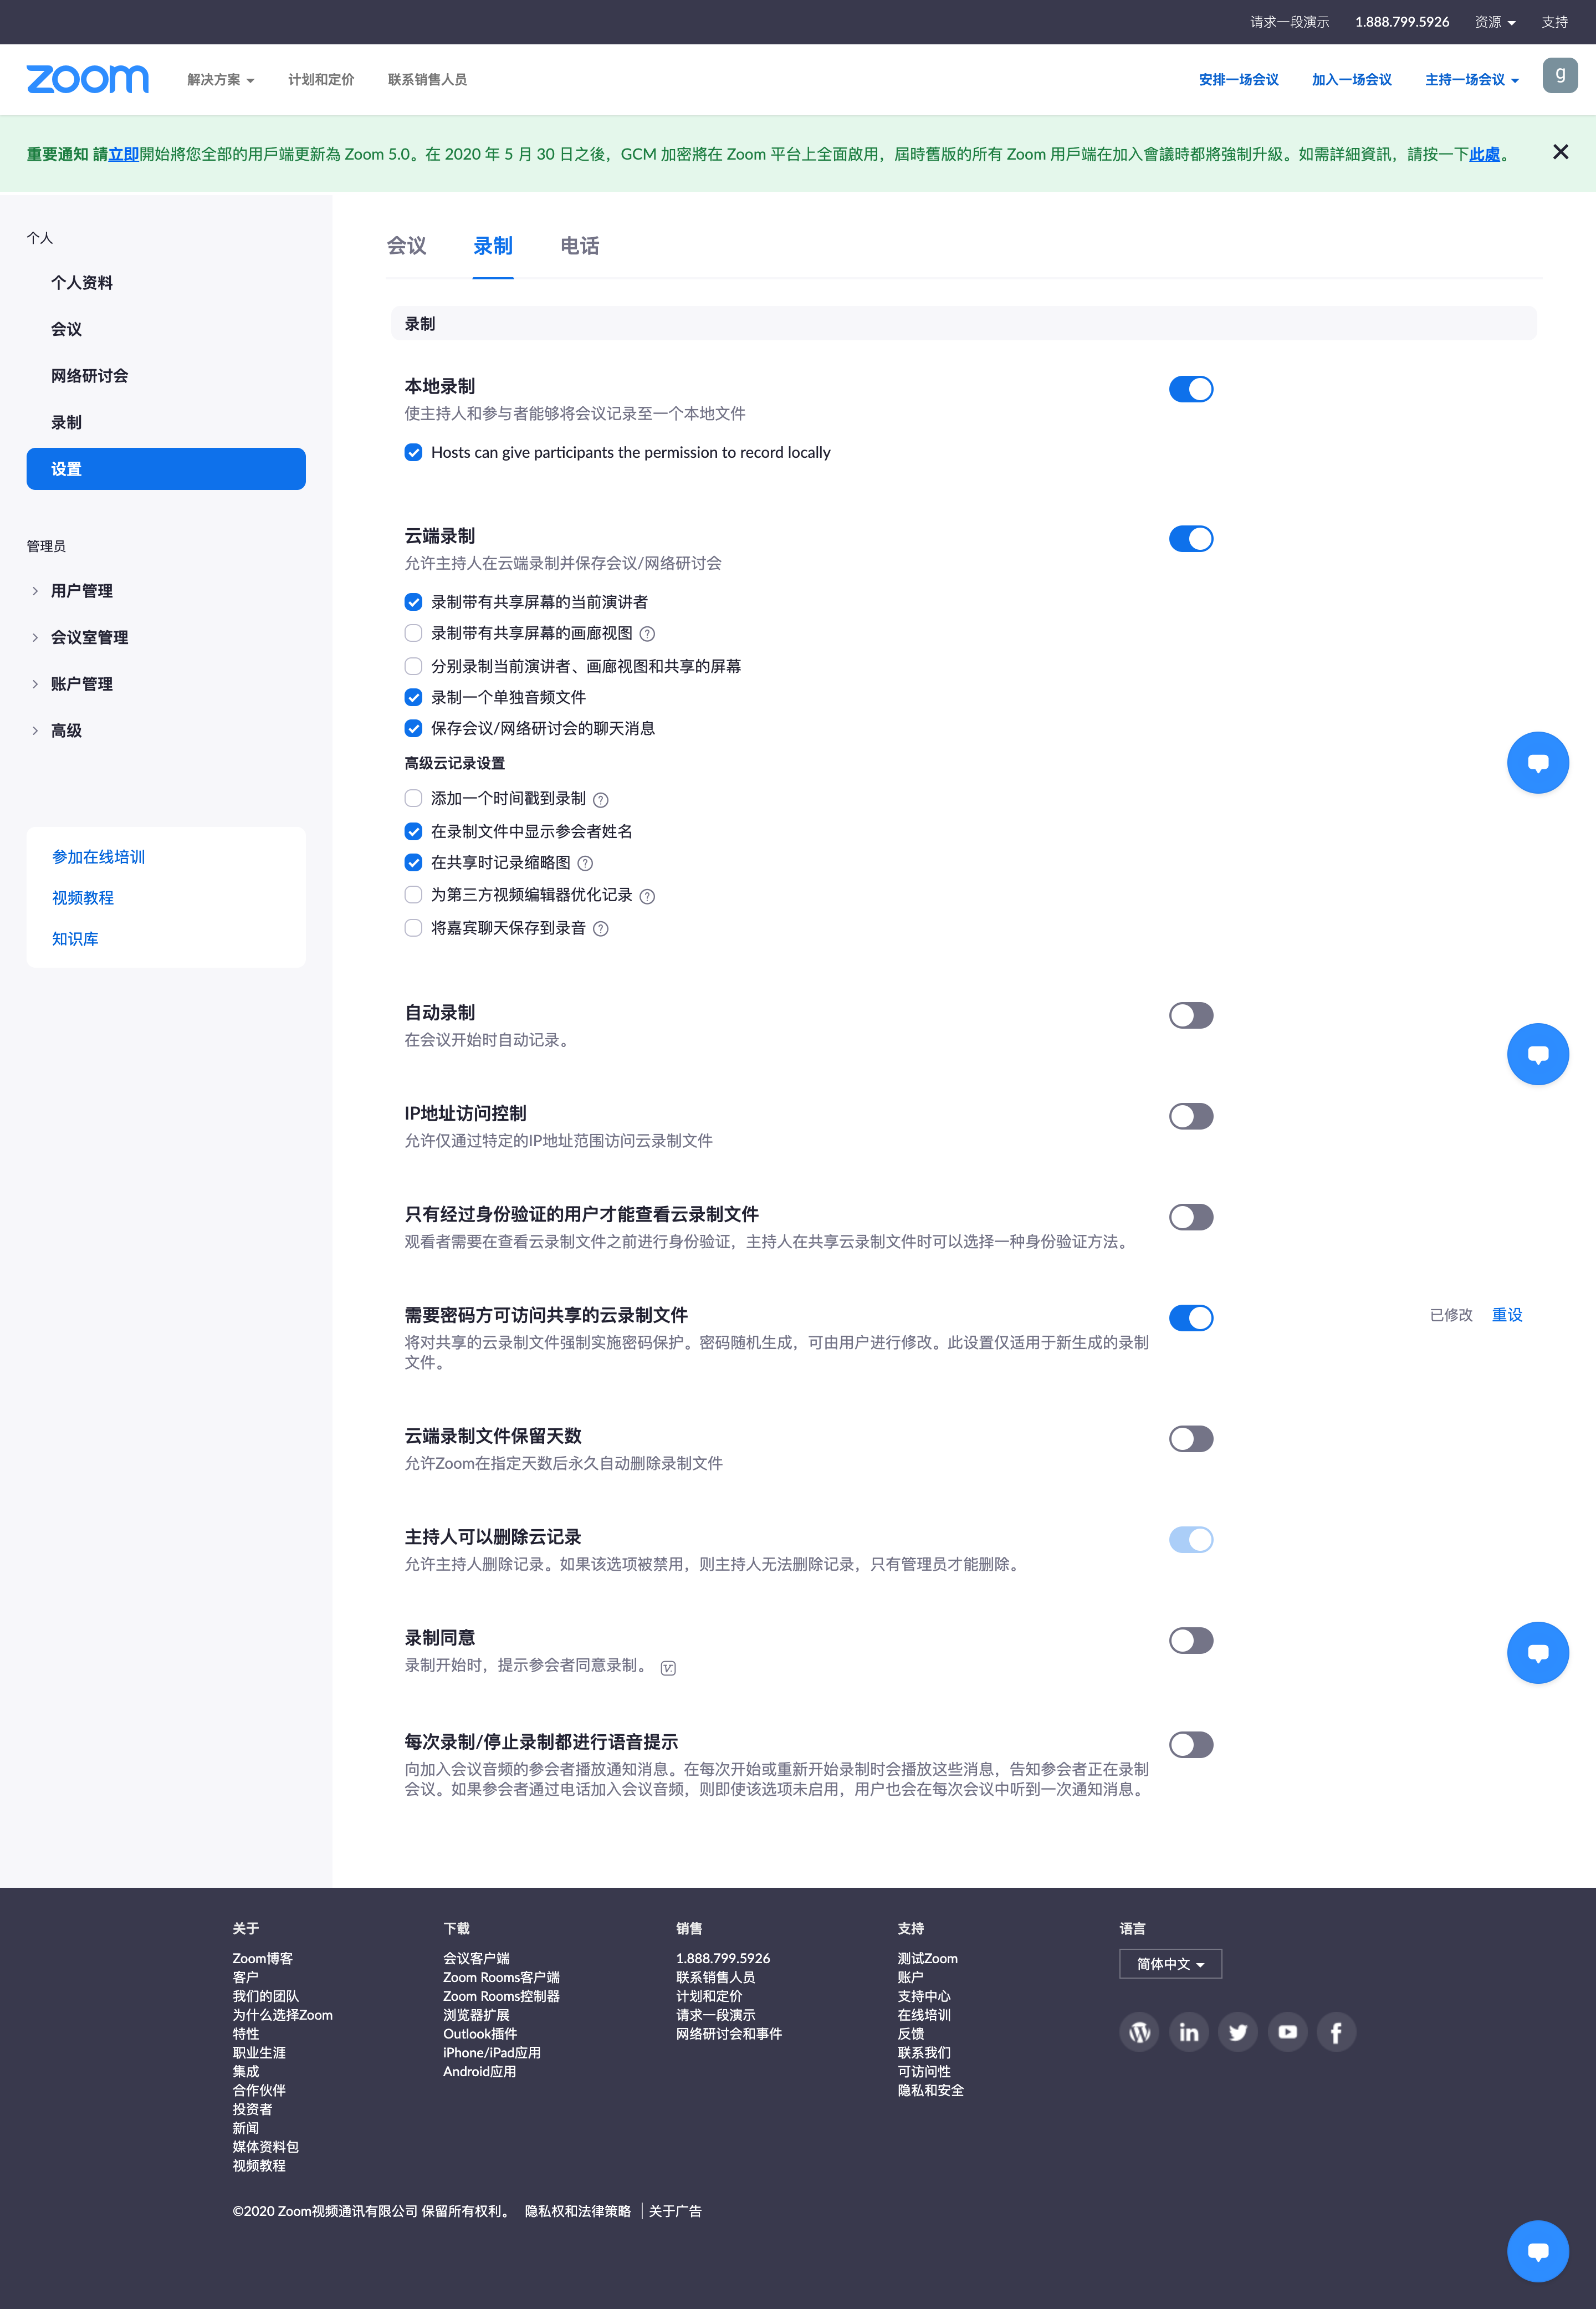 请求一段演示 1.888.799.5926 资源 支持
zoom 解决方案 计划和定价 联系销售人员 安排一场会议 加入一场会议 主持一场会议 g
重要通知 請立即開始將您全部的用戶端更新為 Zoom 5.0。在 2020 年 5 月 30 日之後，GCM 加密將在 Zoom 平台上全面啟用，屆時舊版的所有 Zoom 用戶端在加入會議時都將強制升級。如需詳細資訊，請按一下此處。
个人
个人资料
会议
网络研讨会
录制
设置
管理员
用户管理
会议室管理
账户管理
高级
参加在线培训
视频教程
知识库
会议 录制 电话
录制
本地录制
使主持人和参与者能够将会议记录至一个本地文件
Hosts can give participants the permission to record locally
云端录制
允许主持人在云端录制并保存会议/网络研讨会
录制带有共享屏幕的当前演讲者
录制带有共享屏幕的画廊视图
分别录制当前演讲者、画廊视图和共享的屏幕
录制一个单独音频文件
保存会议/网络研讨会的聊天消息
高级云记录设置
添加一个时间戳到录制
在录制文件中显示参会者姓名
在共享时记录缩略图
为第三方视频编辑器优化记录
将嘉宾聊天保存到录音
自动录制
在会议开始时自动记录。
IP地址访问控制
允许仅通过特定的IP地址范围访问云录制文件
只有经过身份验证的用户才能查看云录制文件
观看者需要在查看云录制文件之前进行身份验证，主持人在共享云录制文件时可以选择一种身份验证方法。
需要密码方可访问共享的云录制文件 已修改 重设
将对共享的云录制文件强制实施密码保护。密码随机生成，可由用户进行修改。此设置仅适用于新生成的录制
文件。
云端录制文件保留天数
允许Zoom在指定天数后永久自动删除录制文件
主持人可以删除云记录
允许主持人删除记录。如果该选项被禁用，则主持人无法删除记录，只有管理员才能删除。
录制同意
录制开始时，提示参会者同意录制。
每次录制/停止录制都进行语音提示
向加入会议音频的参会者播放通知消息。在每次开始或重新开始录制时会播放这些消息，告知参会者正在录制
会议。如果参会者通过电话加入会议音频，则即使该选项未启用，用户也会在每次会议中听到一次通知消息。
关于
Zoom博客
客户
我们的团队
为什么选择Zoom
特性
职业生涯
集成
合作伙伴
投资者
新闻
媒体资料包
视频教程
下载
会议客户端
Zoom Rooms客户端
Zoom Rooms控制器
浏览器扩展
Outlook插件
iPhone/iPad应用
Android应用
销售
1.888.799.5926
联系销售人员
计划和定价
请求一段演示
网络研讨会和事件
支持
测试Zoom
账户
支持中心
在线培训
反馈
联系我们
可访问性
隐私和安全
语言
简体中文
©2020 Zoom视频通讯有限公司 保留所有权利。 隐私权和法律策略 | 关于广告